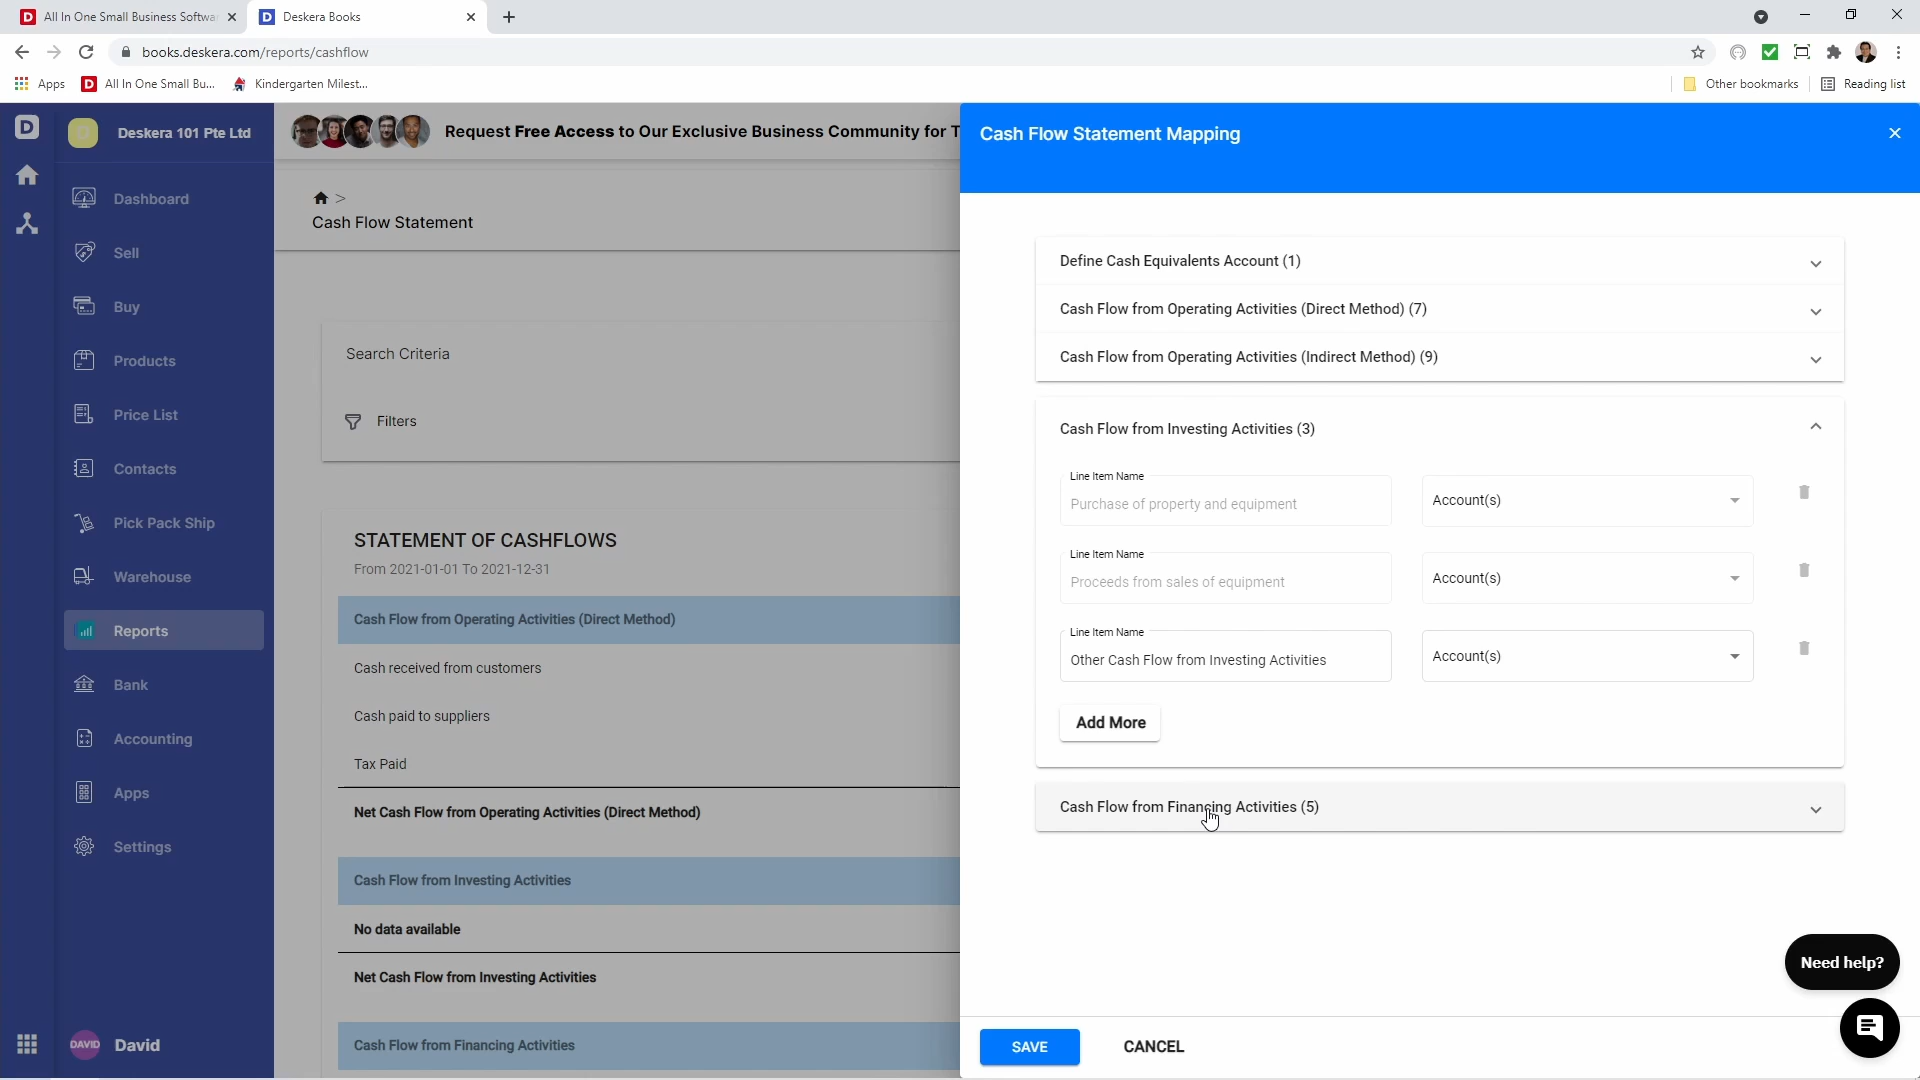 All In One Small Business Softwa
Deskera Books
books.deskera.com/reports/cashflow
Apps
All In One Small Bu...
Kindergarten Milest...
Other bookmarks
Reading list
Deskera 101 Pte Ltd
Dashboard
Sell
Buy
Products
Price List
Contacts
Pick Pack Ship
Warehouse
Reports
Bank
Accounting
Apps
Settings
DAVID
David
Request Free Access to Our Exclusive Business Community for T
>
Cash Flow Statement
Search Criteria
Filters
STATEMENT OF CASHFLOWS
From 2021-01-01 To 2021-12-31
Cash Flow from Operating Activities (Direct Method)
Cash received from customers
Cash paid to suppliers
Tax Paid
Net Cash Flow from Operating Activities (Direct Method)
Cash Flow from Investing Activities
No data available
Net Cash Flow from Investing Activities
Cash Flow from Financing Activities
Cash Flow Statement Mapping
Define Cash Equivalents Account (1)
Cash Flow from Operating Activities (Direct Method) (7)
Cash Flow from Operating Activities (Indirect Method) (9)
Cash Flow from Investing Activities (3)
Line Item Name
Purchase of property and equipment
Account(s)
Line Item Name
Proceeds from sales of equipment
Account(s)
Line Item Name
Other Cash Flow from Investing Activities
Account(s)
Add More
Cash Flow from Financing Activities (5)
Need help?
SAVE
CANCEL